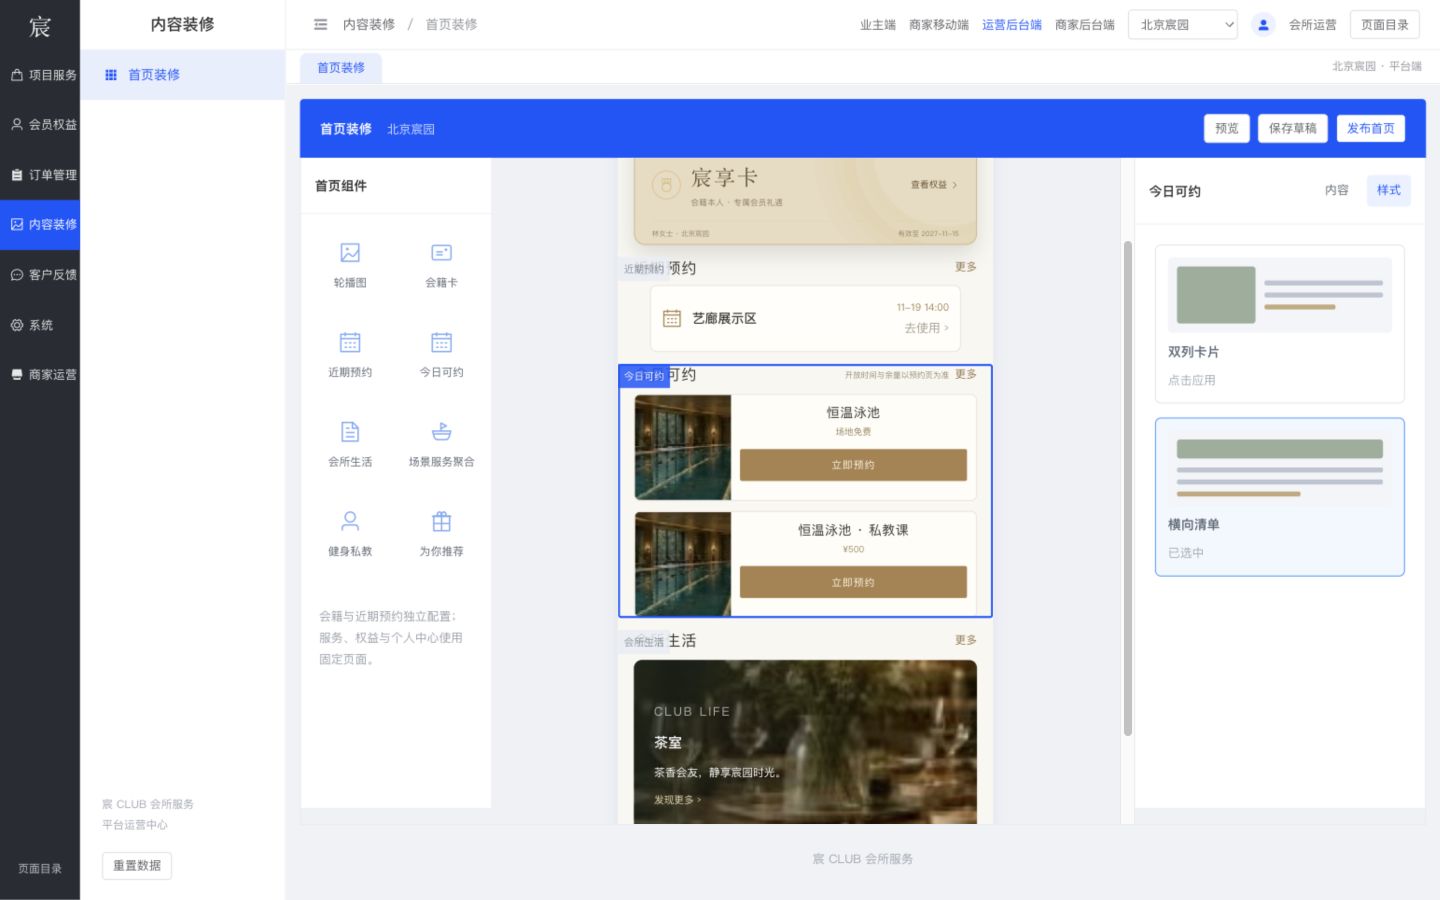 宸
内容装修
内容装修 / 首页装修
业主端
商家移动端
运营后台端
商家后台端
北京宸园
会所运营
页面目录
项目服务
会员权益
订单管理
内容装修
客户反馈
系统
商家运营
页面目录
首页装修
宸 CLUB 会所服务
平台运营中心
重置数据
首页装修
北京宸园 · 平台端
首页装修
北京宸园
预览
保存草稿
发布首页
首页组件
轮播图
会籍卡
近期预约
今日可约
会所生活
场景服务聚合
健身私教
为你推荐
会籍与近期预约独立配置；
服务、权益与个人中心使用
固定页面。
宸享卡
会籍本人 · 专属会员礼遇
查看权益
林女士 · 北京宸园
有效至 2027-11-15
近期预约
预约
更多
艺廊展示区
11-19 14:00
去使用 >
今日可约
可约
开放时间与余量以预约页为准
更多
恒温泳池
场地免费
立即预约
恒温泳池 · 私教课
¥500
立即预约
会所生活
生活
更多
CLUB LIFE
茶室
茶香会友，静享宸园时光。
发现更多 >
今日可约
内容
样式
双列卡片
点击应用
横向清单
已选中
宸 CLUB 会所服务